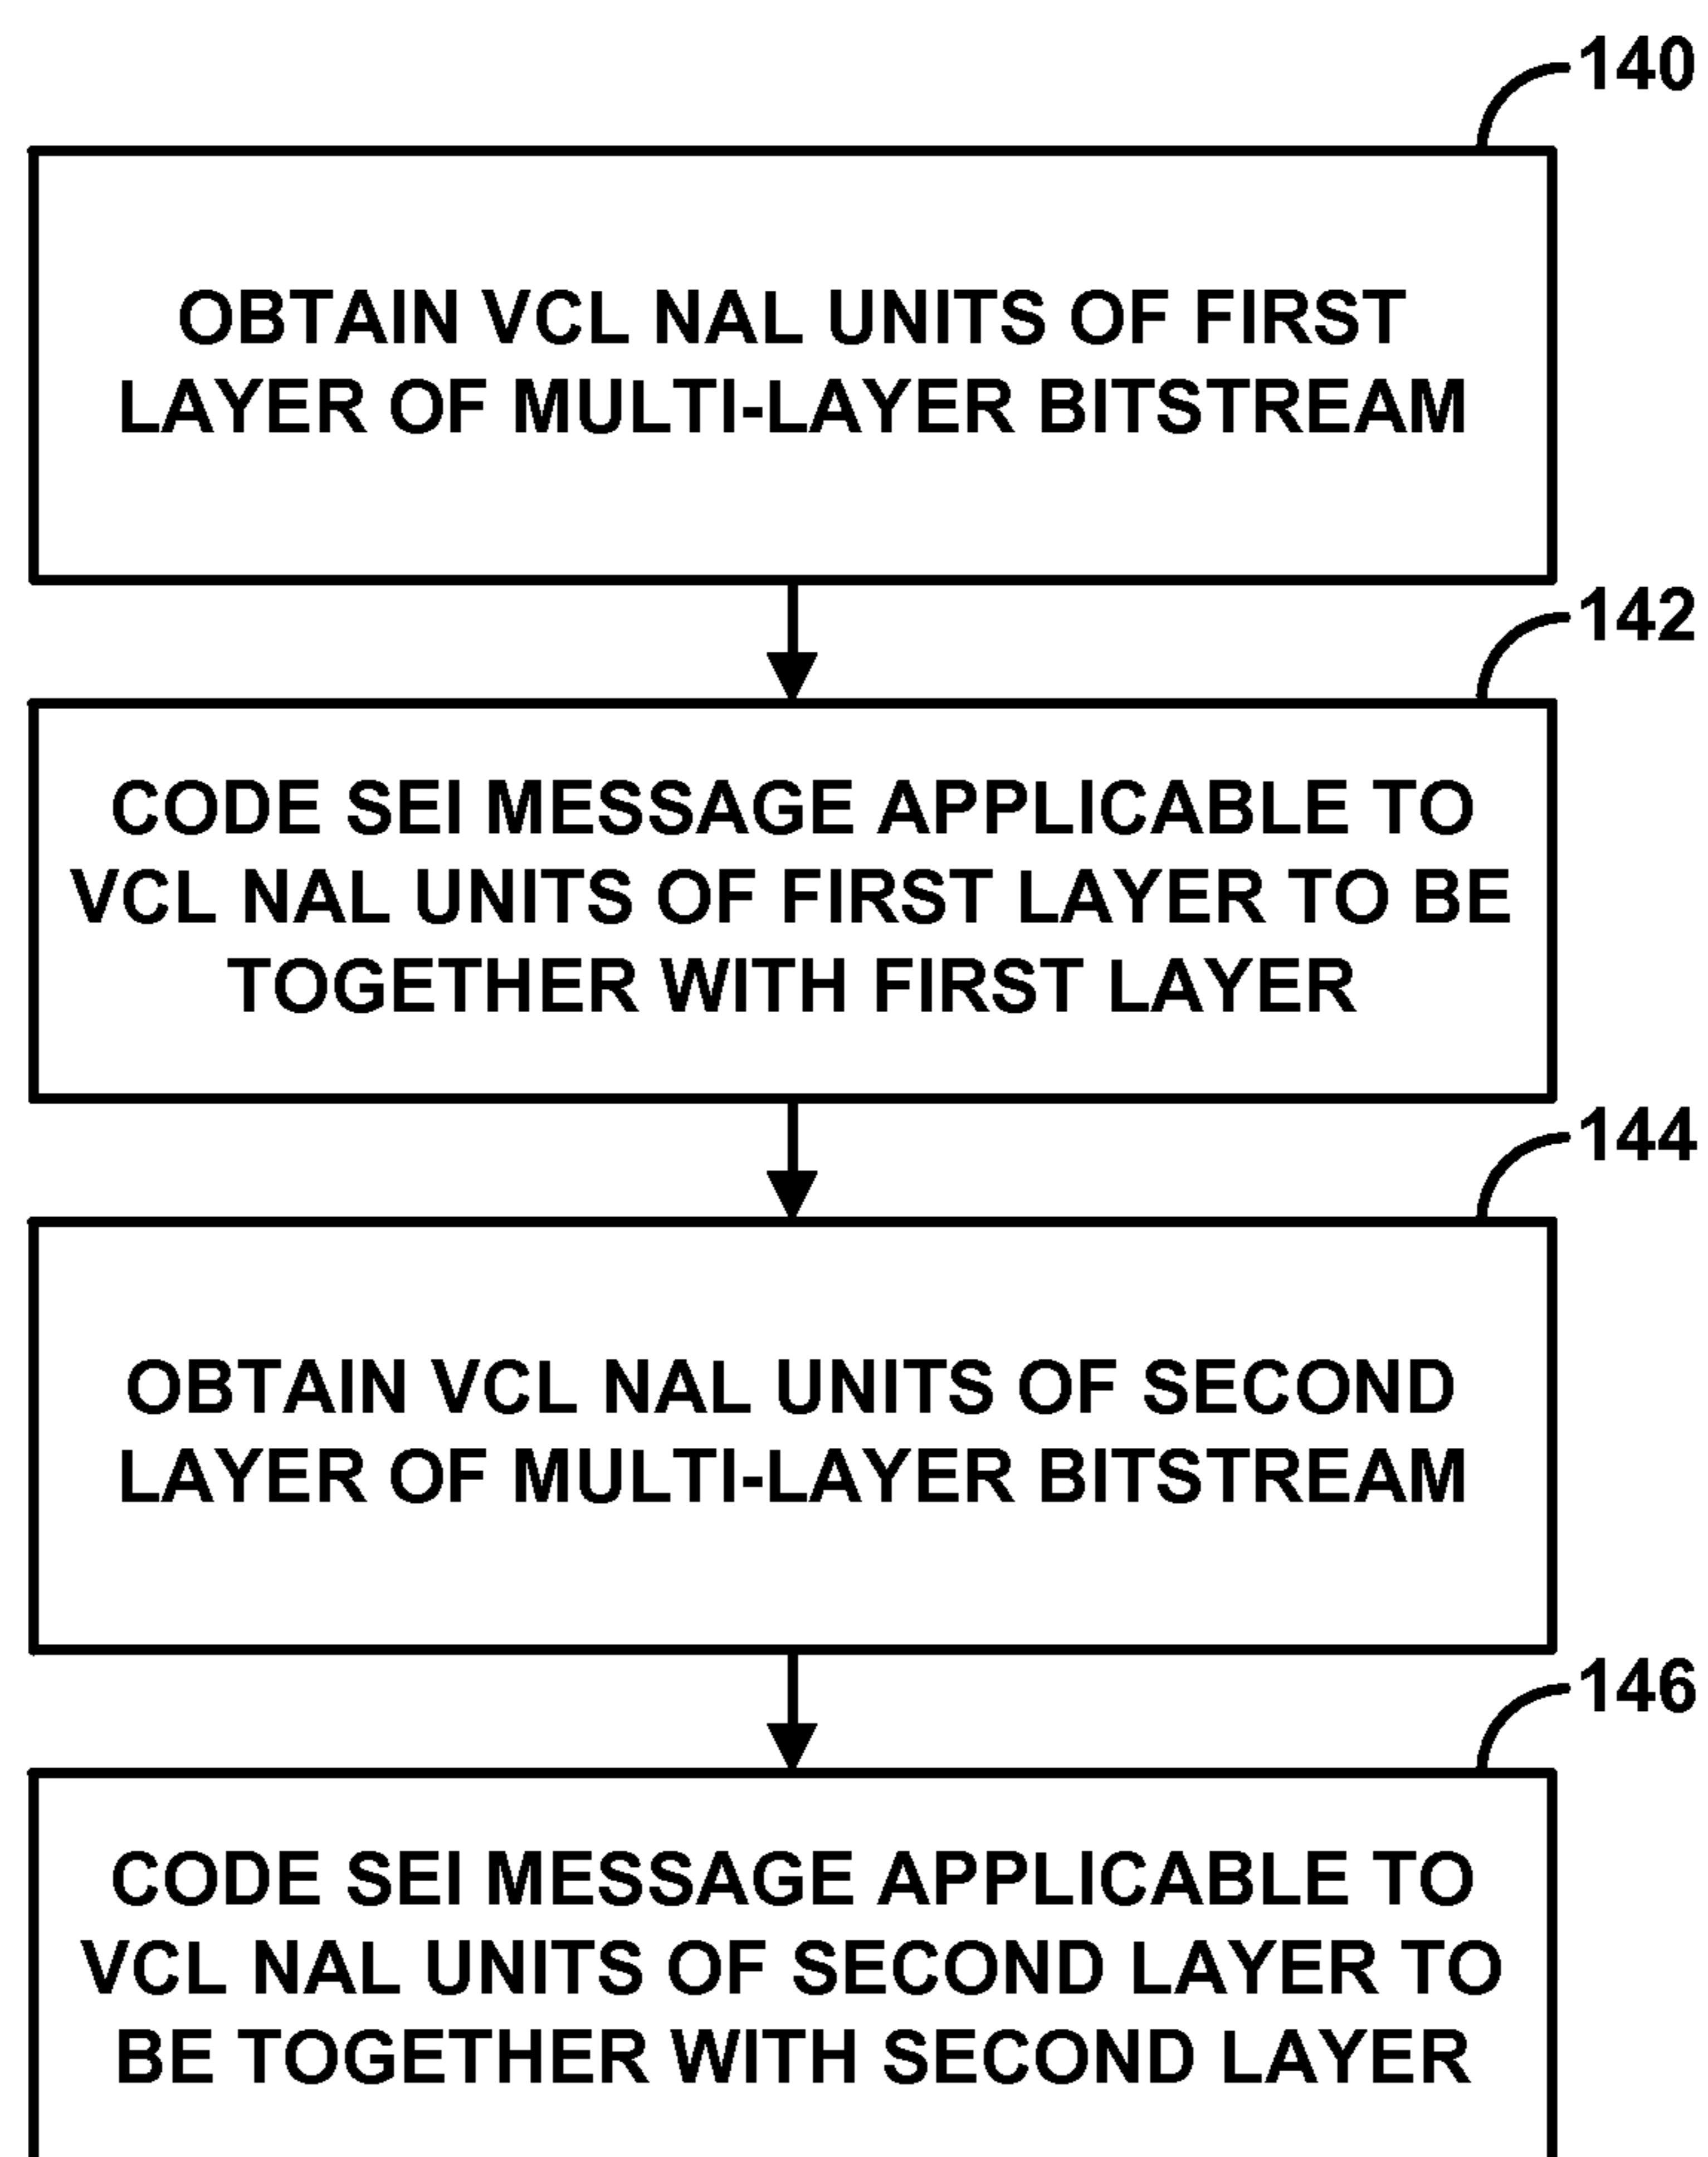 140
OBTAIN VCL NAL UNITS OF FIRST
LAYER OF MULTI-LAYER BITSTREAM
142
CODE SEI MESSAGE APPLICABLE TO
VCL NAL UNITS OF FIRST LAYER TO BE
TOGETHER WITH FIRST LAYER
144
OBTAIN VCL NAL UNITS OF SECOND
LAYER OF MULTI-LAYER BITSTREAM
146
CODE SEI MESSAGE APPLICABLE TO
VCL NAL UNITS OF SECOND LAYER TO
BE TOGETHER WITH SECOND LAYER